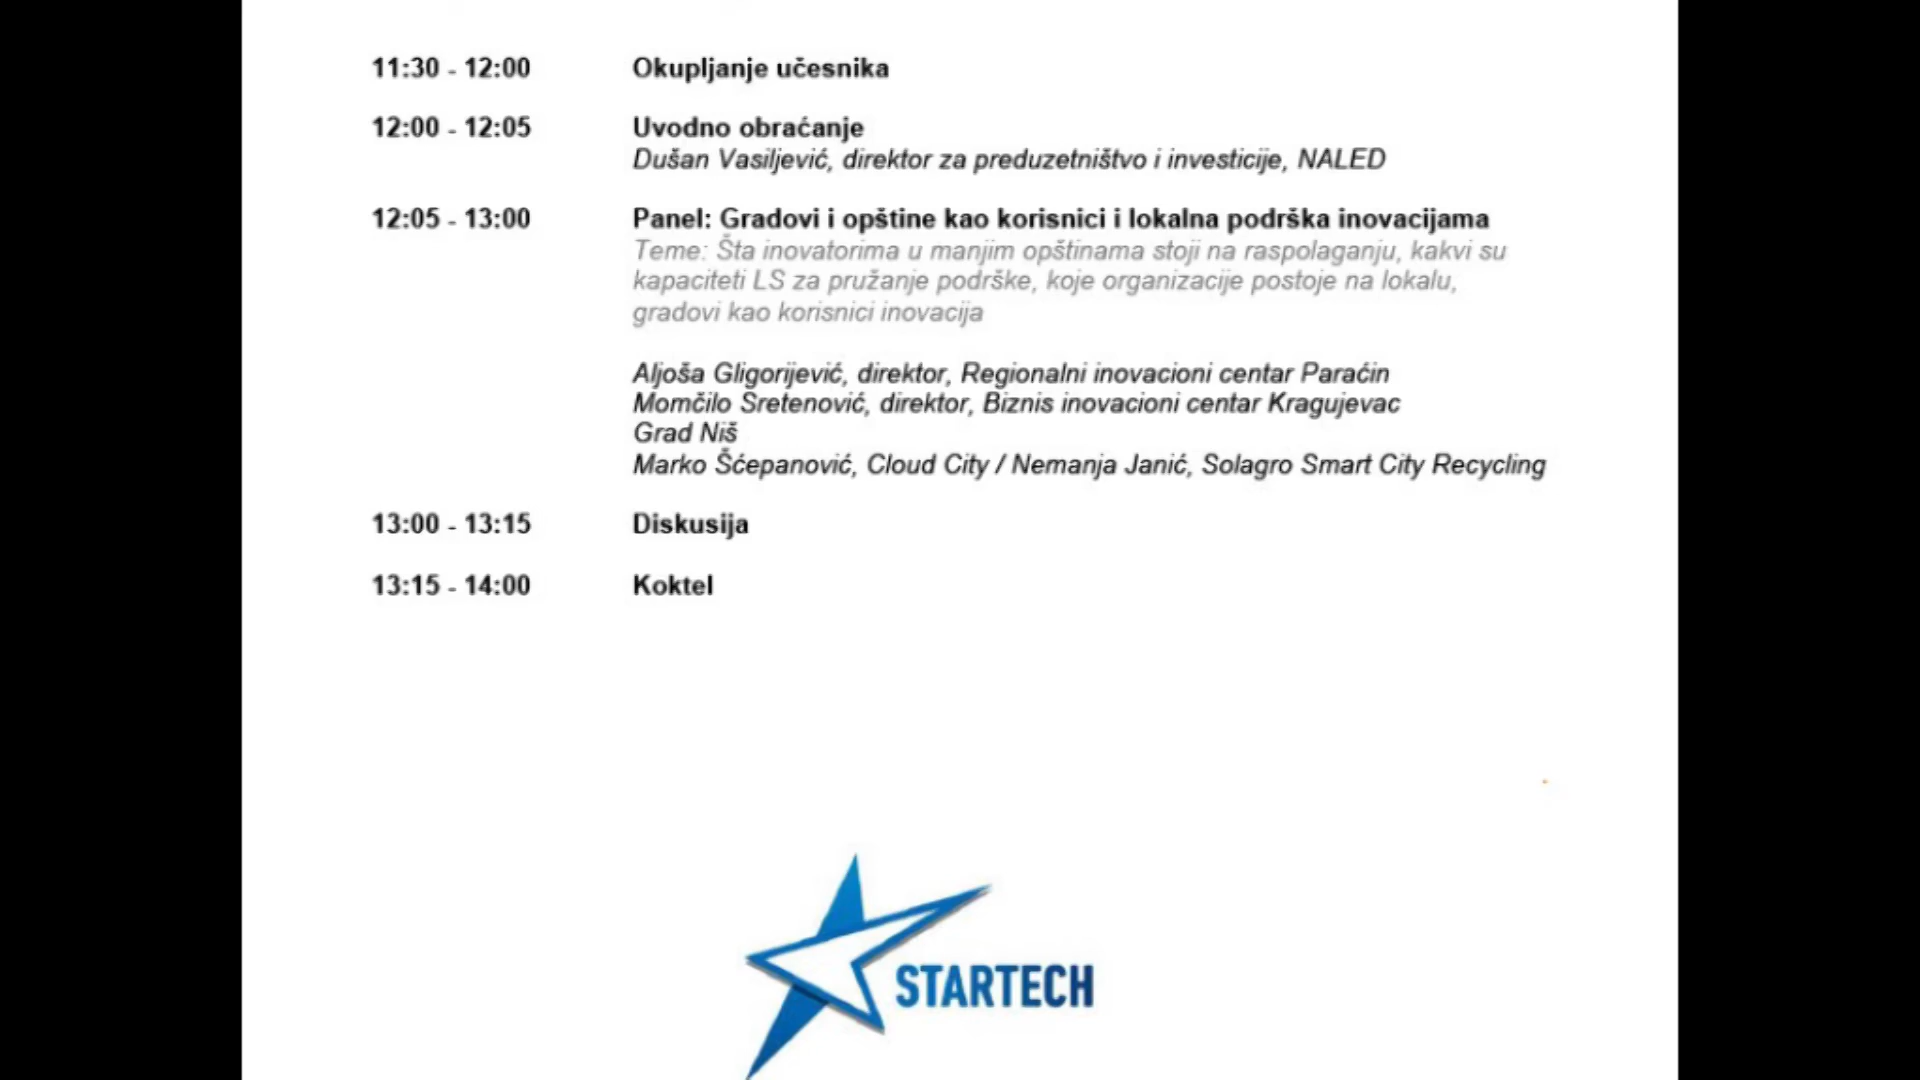 11:30 - 12:00 Okupljanje učesnika
12:00 - 12:05 Uvodno obraćanje
Dušan Vasiljević, direktor za preduzetništvo i investicije, NALED
12:05 - 13:00 Panel: Gradovi i opštine kao korisnici i lokalna podrška inovacijama
Teme: Šta inovatorima u manjim opštinama stoji na raspolaganju, kakvi su
kapaciteti LS za pružanje podrške, koje organizacije postoje na lokalu,
gradovi kao korisnici inovacija
Aljoša Gligorijević, direktor, Regionalni inovacioni centar Paraćin
Momčilo Sretenović, direktor, Biznis inovacioni centar Kragujevac
Grad Niš
Marko Šćepanović, Cloud City / Nemanja Janić, Solagro Smart City Recycling
13:00 - 13:15 Diskusija
13:15 - 14:00 Koktel
STARTECH